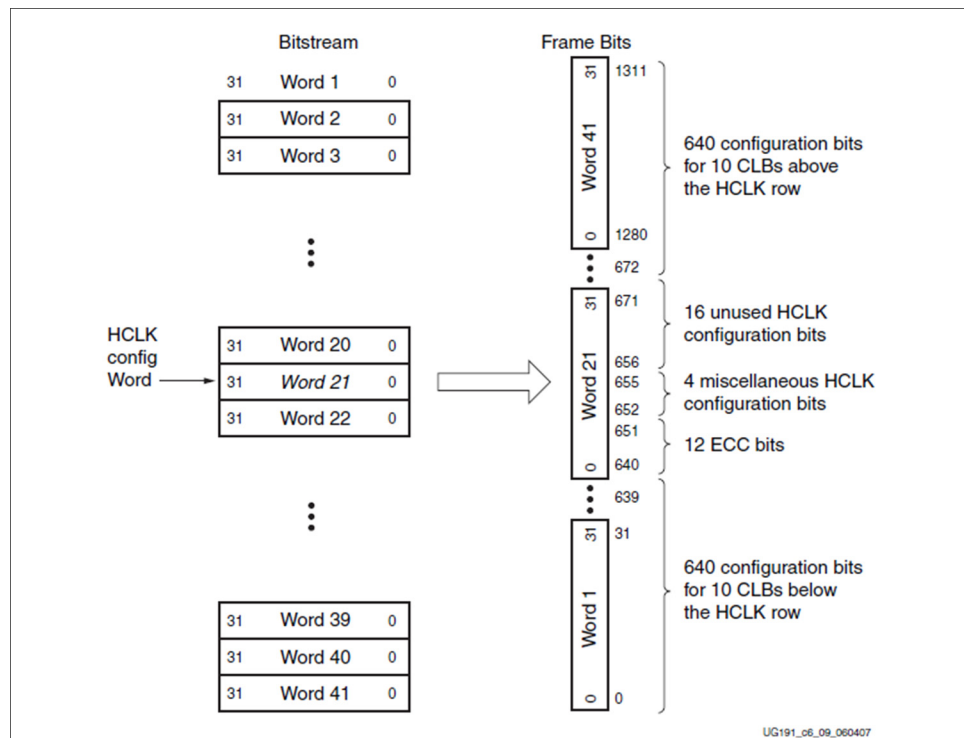 Bitstream
31 Word 1 0
31 Word 2 0
31 Word 3 0
HCLK
config
Word
31 Word 20 0
31 Word 21 0
31 Word 22 0
31 Word 39 0
31 Word 40 0
31 Word 41 0
Frame Bits
31 1311
Word 41
0 1280
672
31 671
656
Word 21
655
652
651
0 640
639
31 31
Word 1
0 0
640 configuration bits
for 10 CLBs above
the HCLK row
16 unused HCLK
configuration bits
4 miscellaneous HCLK
configuration bits
12 ECC bits
640 configuration bits
for 10 CLBs below
the HCLK row
UG191_c6_09_060407